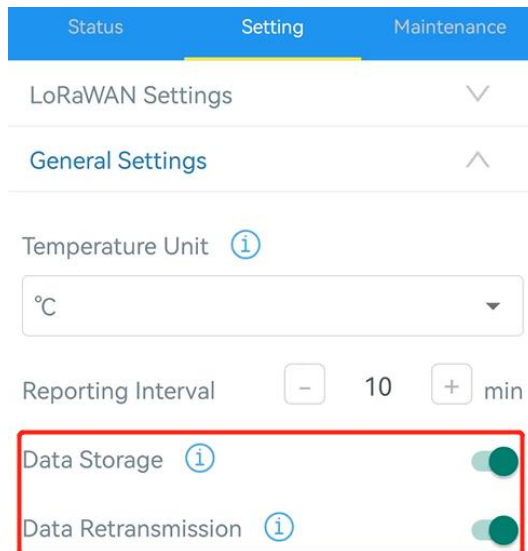 Status Setting Maintenance
LoRaWAN Settings
General Settings
Temperature Unit i
°C
Reporting Interval - 10 + min
Data Storage i
Data Retransmission i